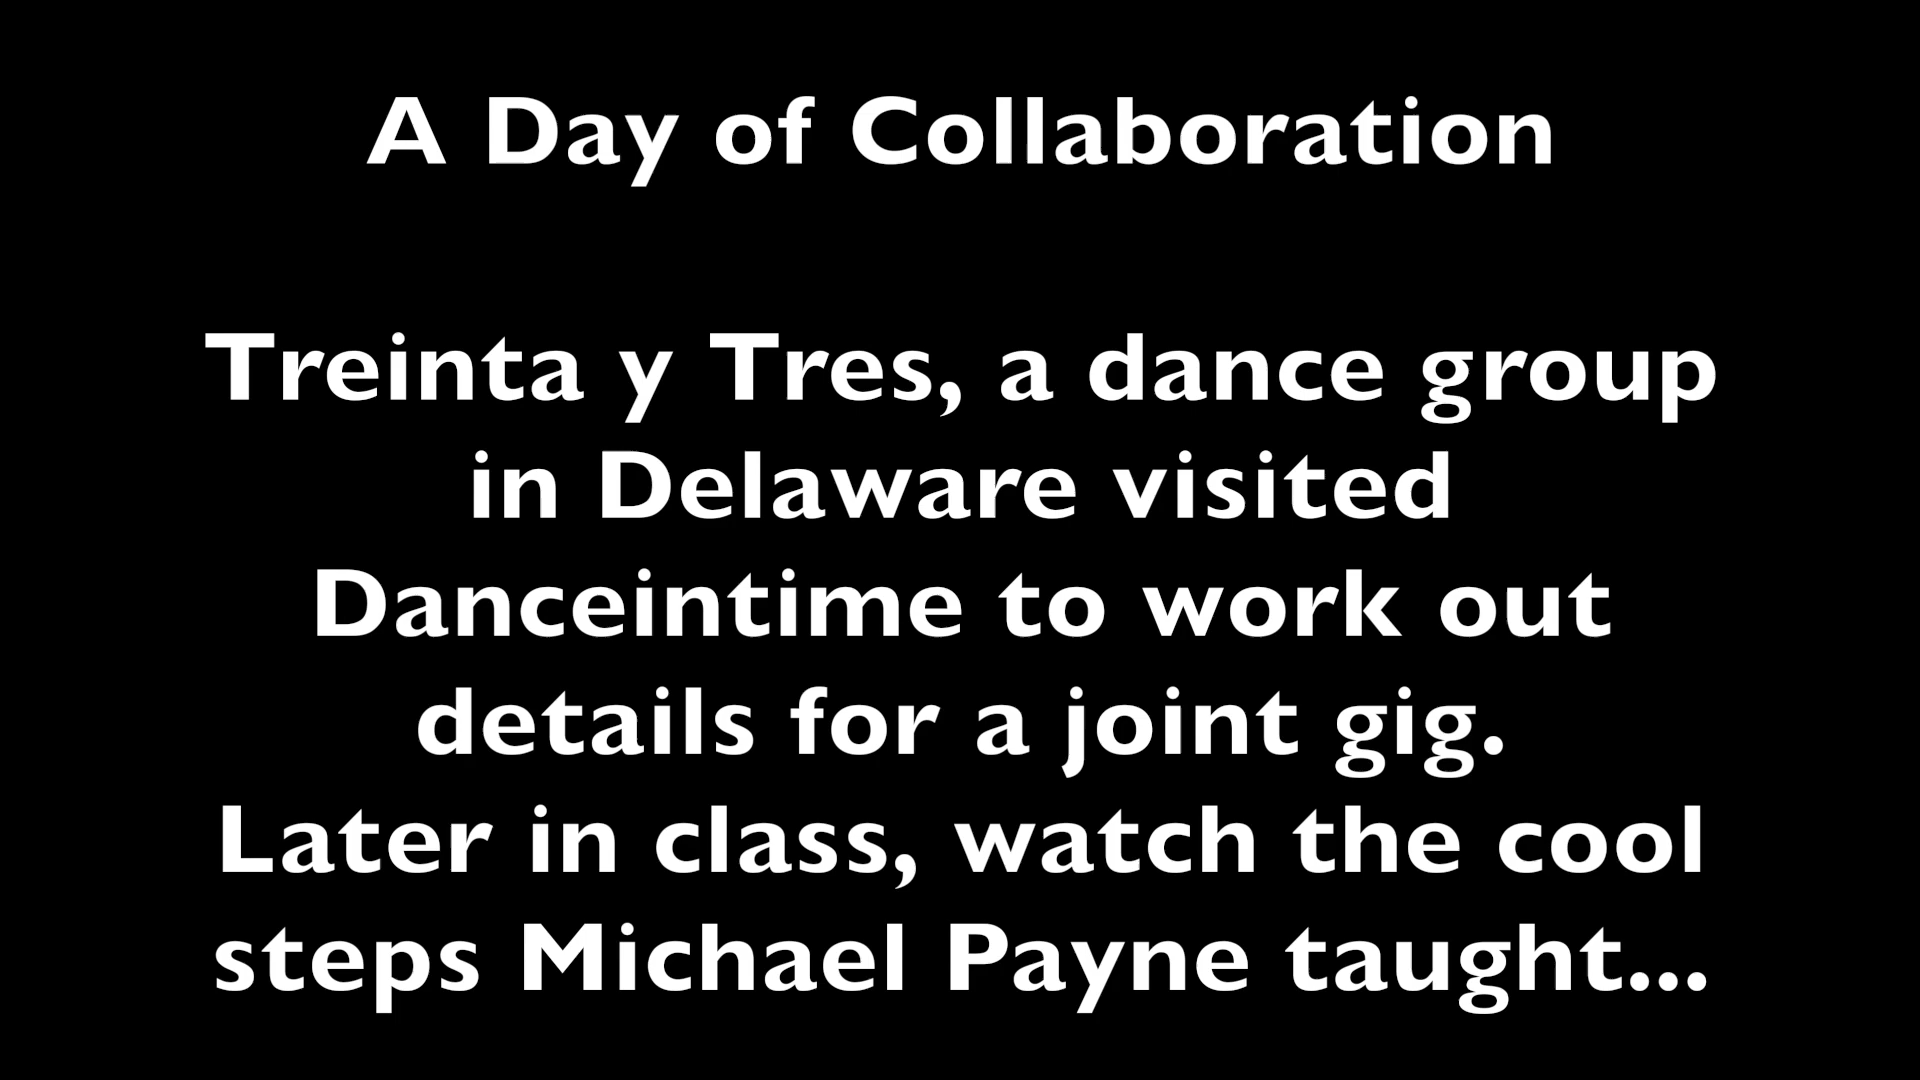 A Day of Collaboration
Treinta y Tres, a dance group
in Delaware visited
Danceintime to work out
details for a joint gig.
Later in class, watch the cool
steps Michael Payne taught...